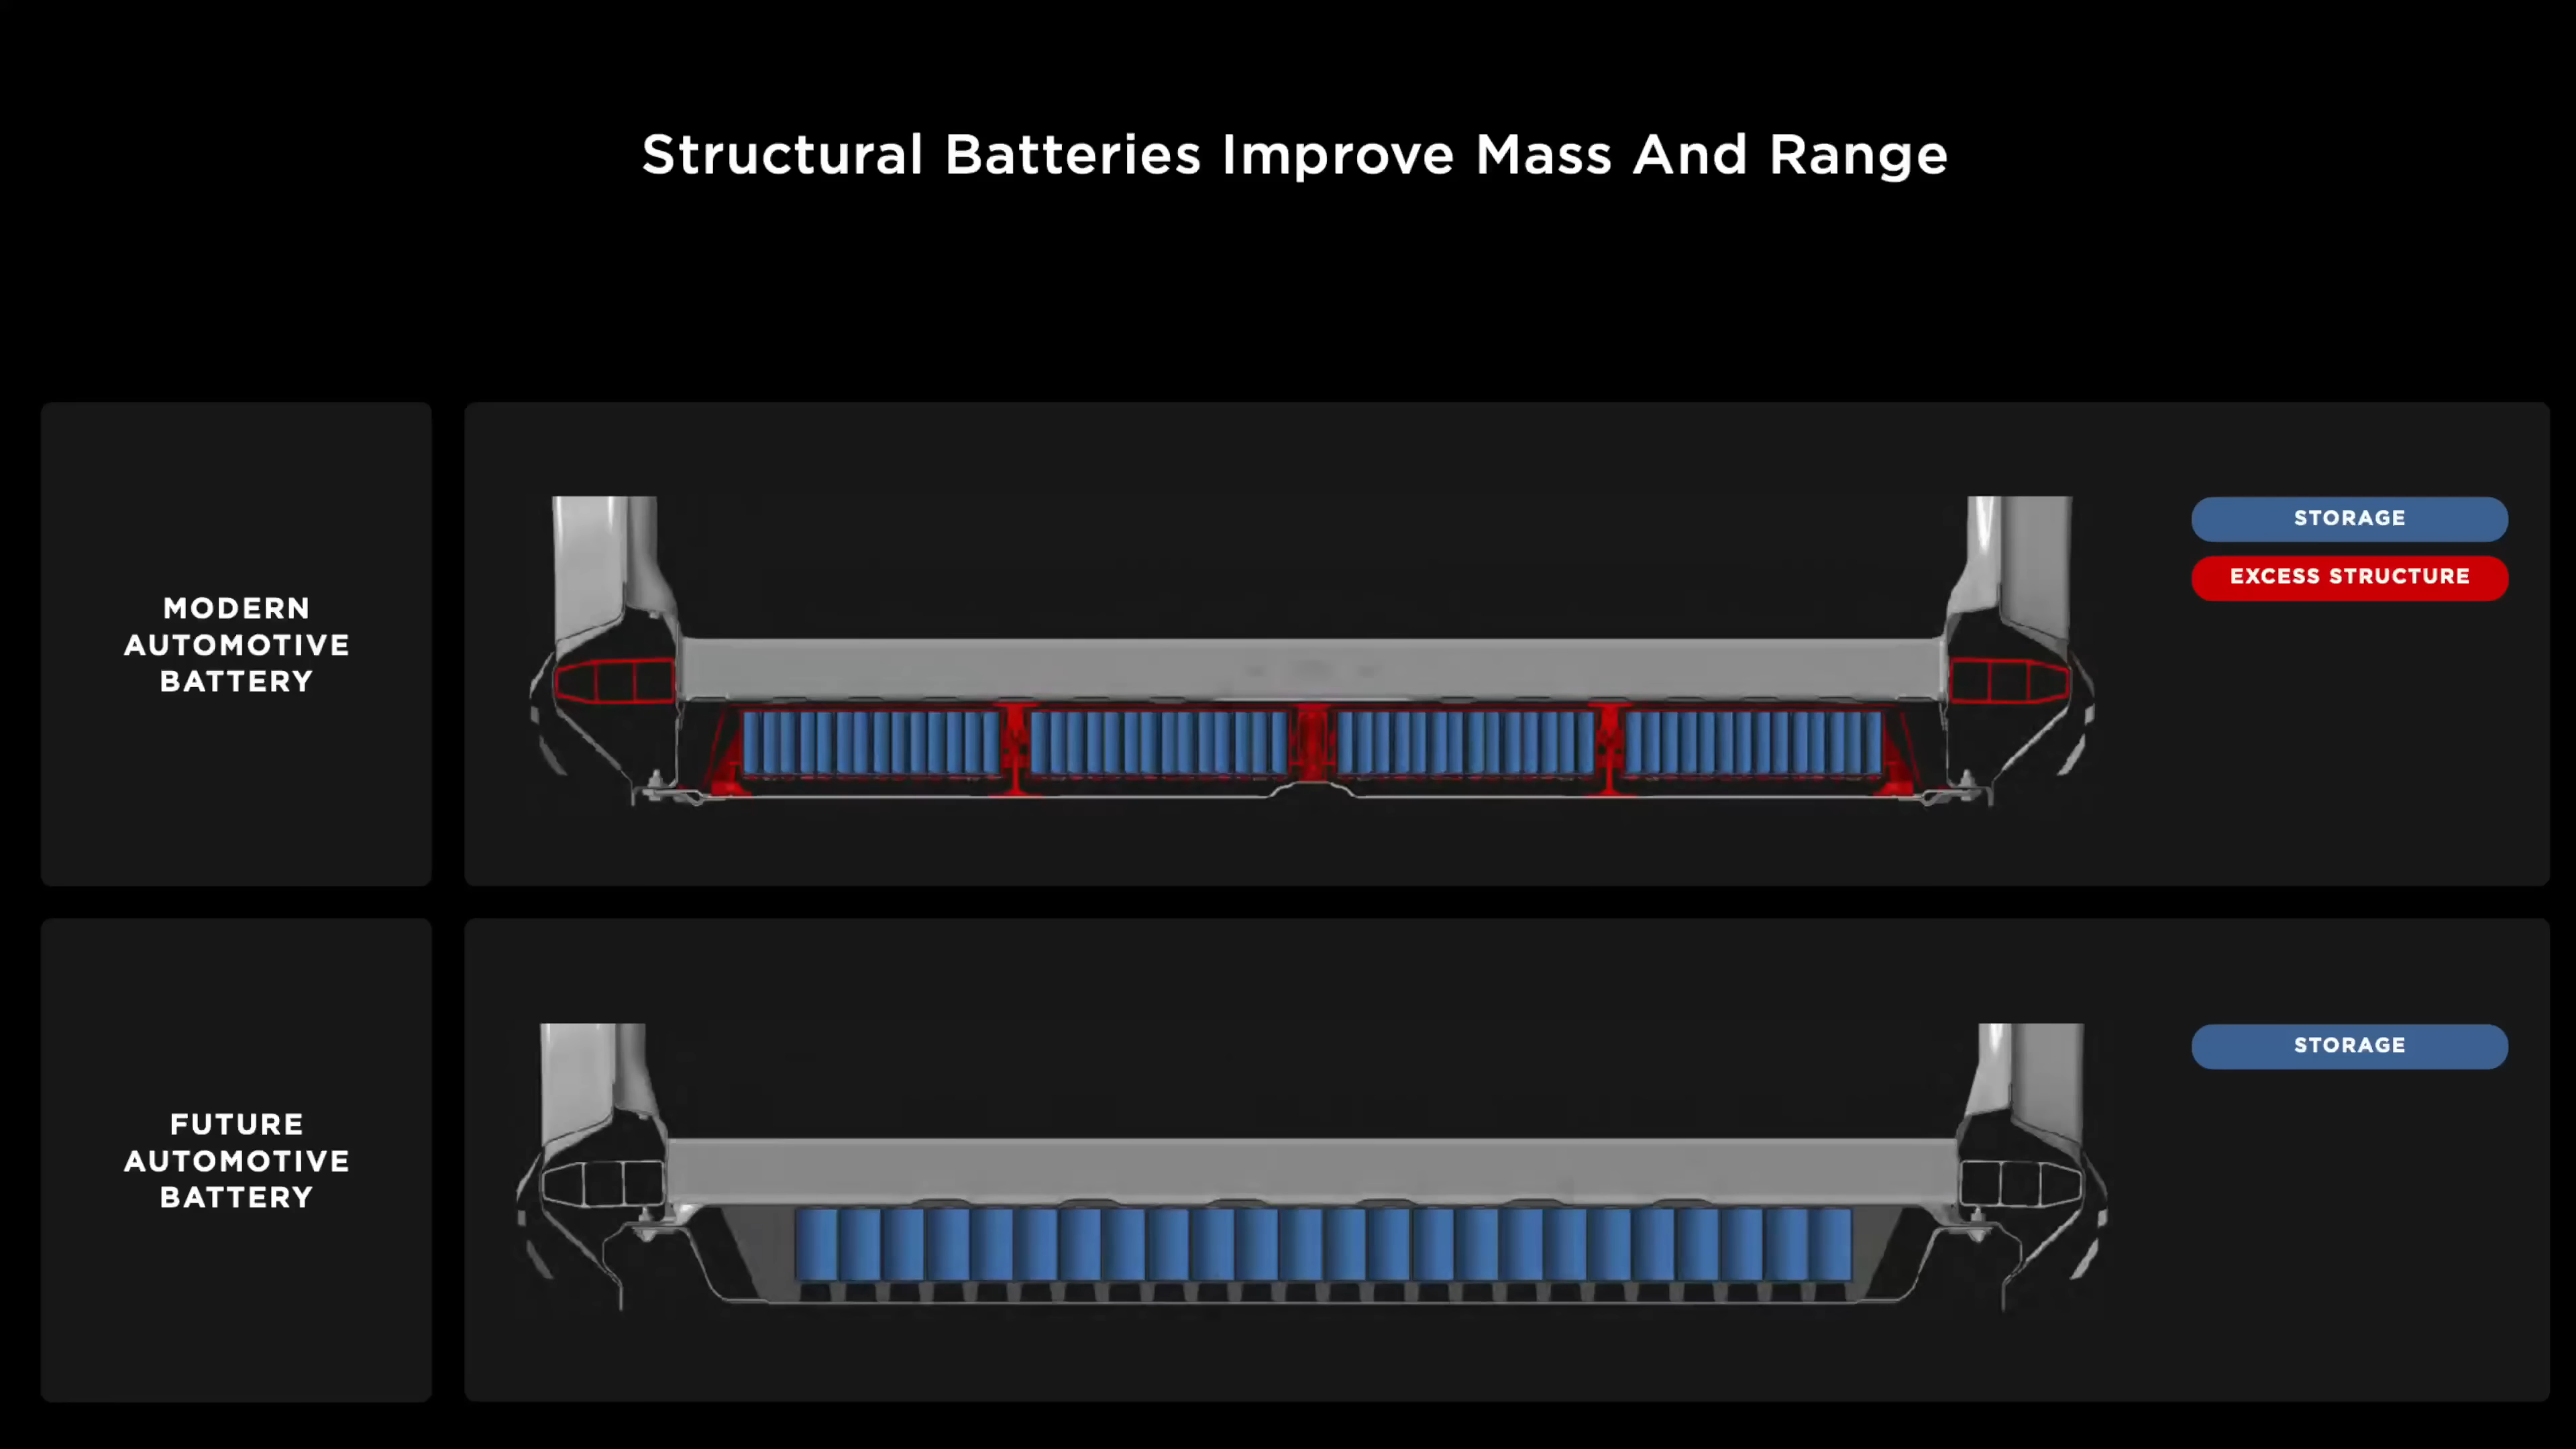 Structural Batteries Improve Mass And Range
MODERN
AUTOMOTIVE
BATTERY
STORAGE
EXCESS STRUCTURE
FUTURE
AUTOMOTIVE
BATTERY
STORAGE